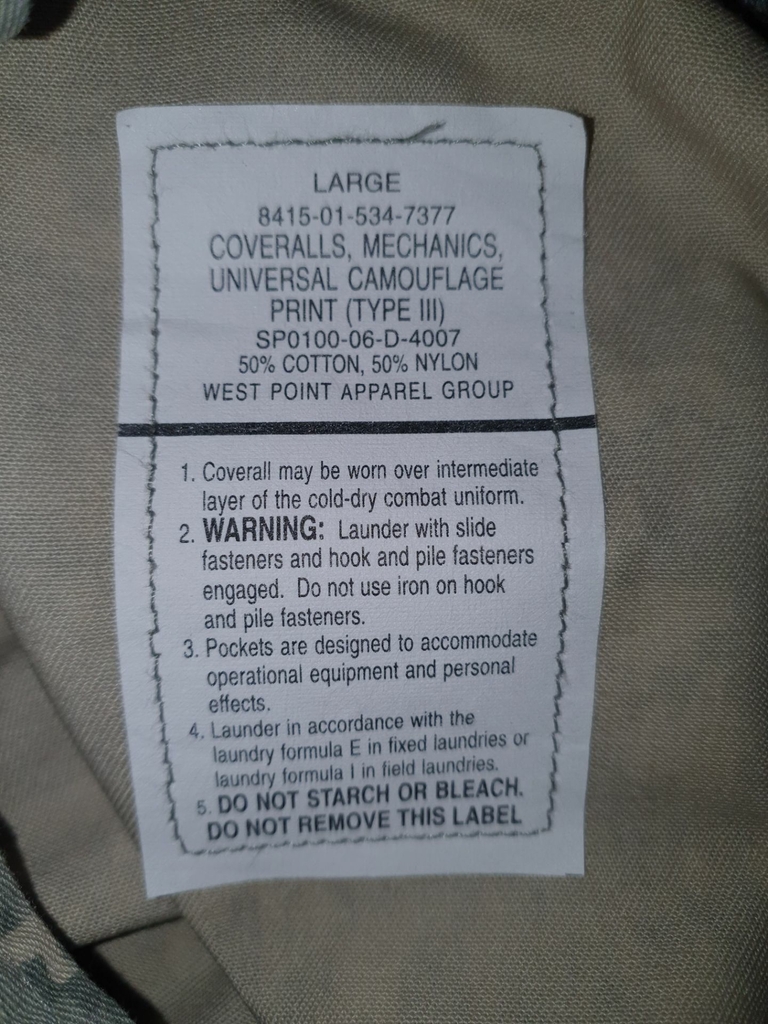 LARGE
8415-01-534-7377
COVERALLS, MECHANICS,
UNIVERSAL CAMOUFLAGE
PRINT (TYPE III)
SP0100-06-D-4007
50% COTTON, 50% NYLON
WEST POINT APPAREL GROUP
1. Coverall may be worn over intermediate
layer of the cold-dry combat uniform.
2. WARNING: Launder with slide
fasteners and hook and pile fasteners
engaged. Do not use iron on hook
and pile fasteners.
3. Pockets are designed to accommodate
operational equipment and personal
effects.
4. Launder in accordance with the
laundry formula E in fixed laundries or
laundry formula I in field laundries.
5. DO NOT STARCH OR BLEACH.
DO NOT REMOVE THIS LABEL